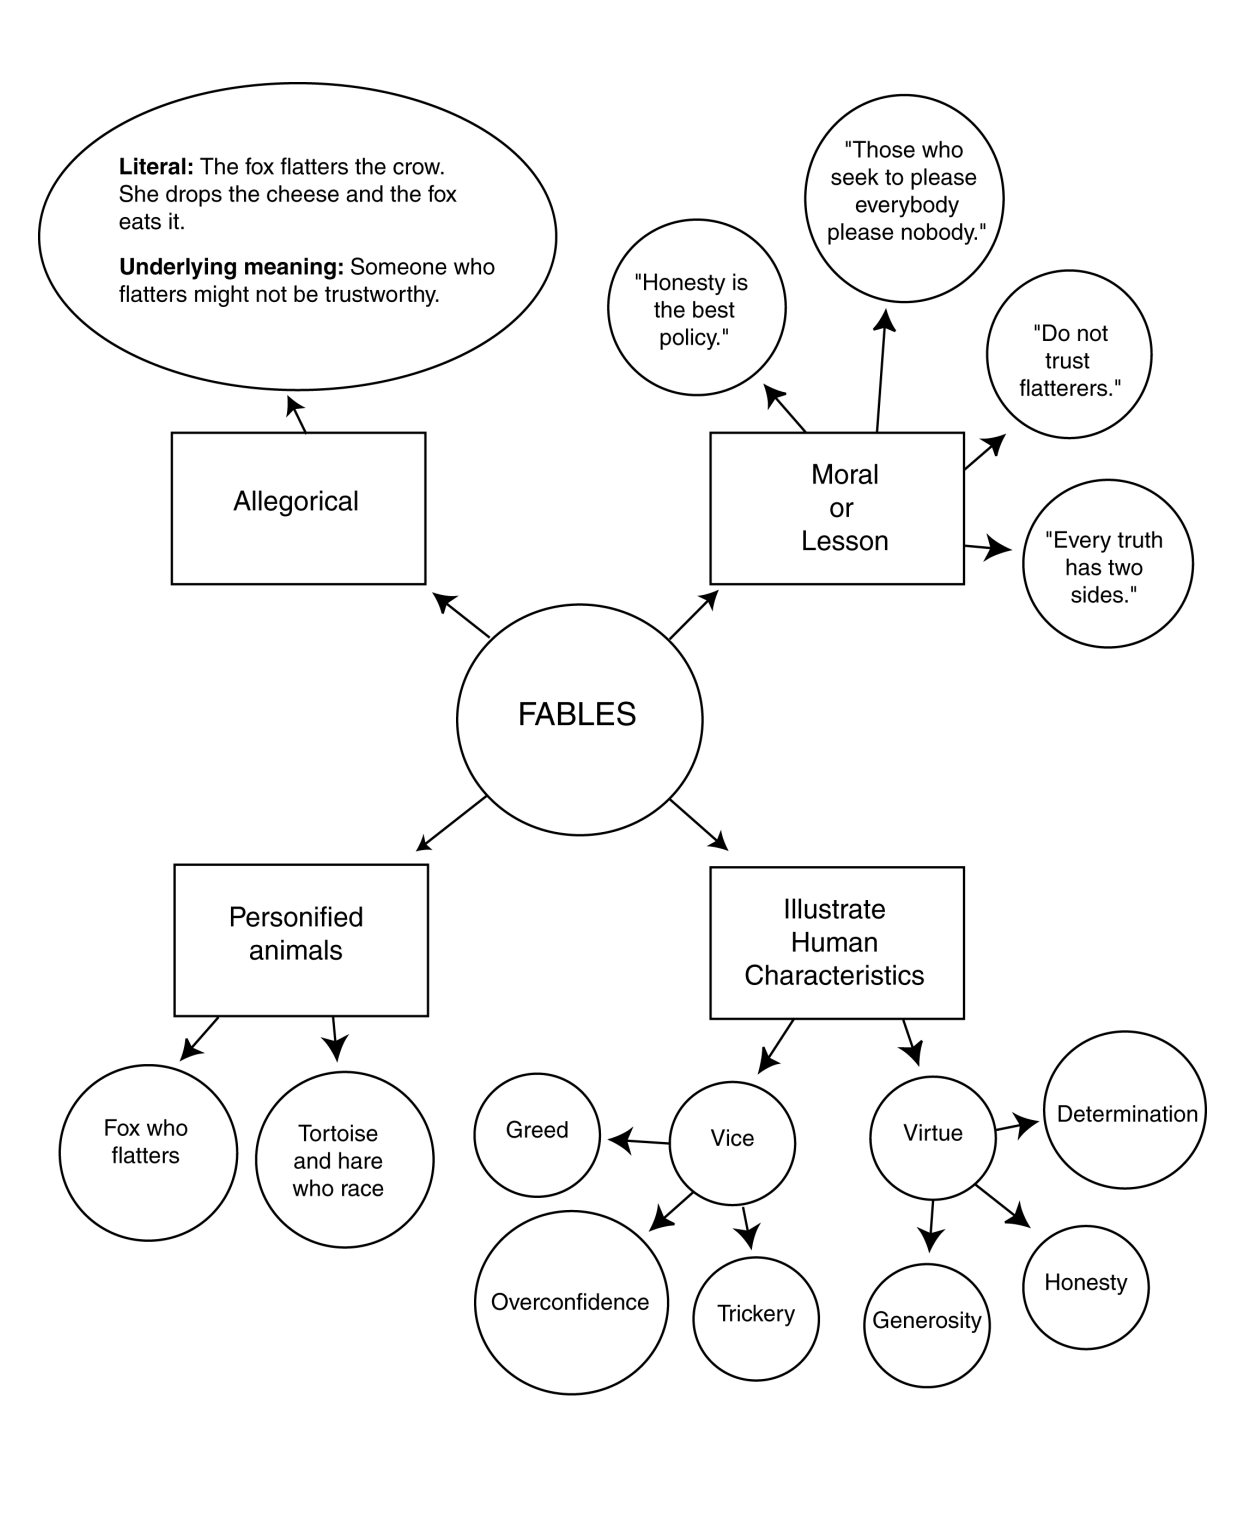 Literal: The fox flatters the crow.
She drops the cheese and the fox
eats it.
Underlying meaning: Someone who
flatters might not be trustworthy.
"Those who
seek to please
everybody
please nobody."
"Honesty is
the best
policy."
"Do not
trust
flatterers."
Allegorical
Moral
or
Lesson
"Every truth
has two
sides."
FABLES
Personified
animals
Illustrate
Human
Characteristics
Fox who
flatters
Tortoise
and hare
who race
Greed
Vice
Virtue
Determination
Overconfidence
Trickery
Generosity
Honesty